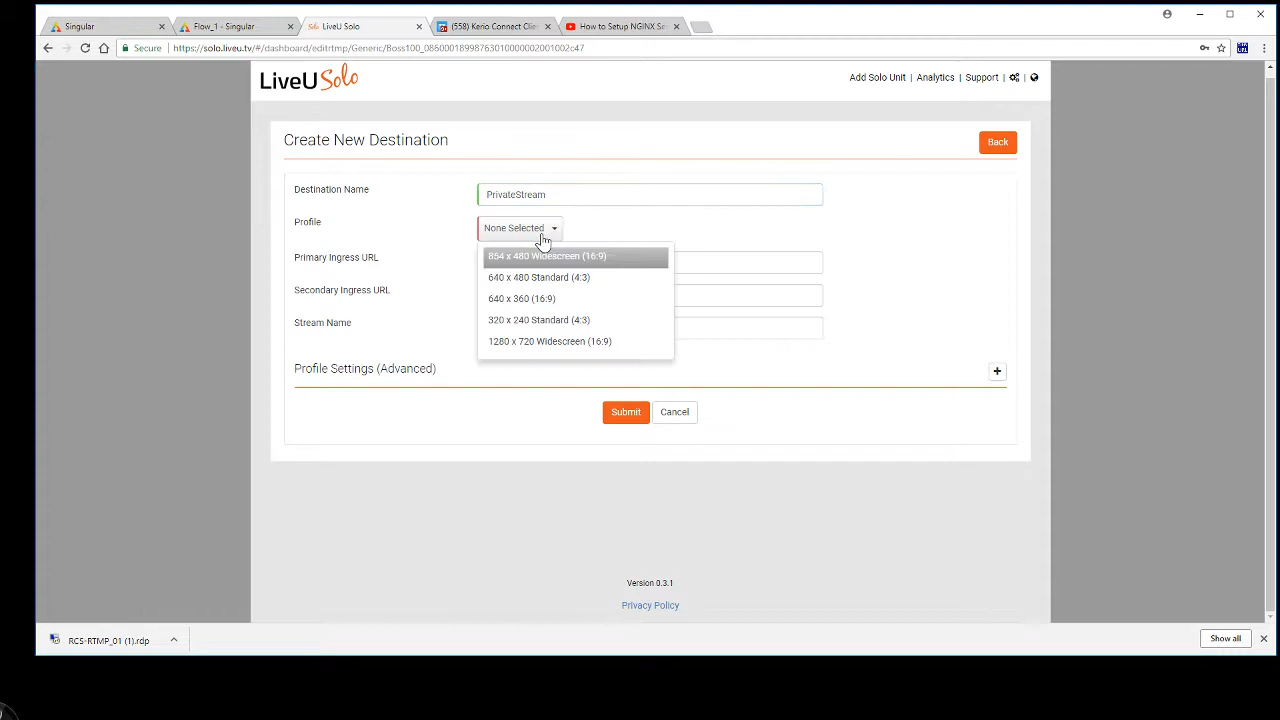 Singular
Flow_1 - Singular
LiveU Solo
(558) Kerio Connect Clie
How to Setup NGINX Se
Secure
https://solo.liveu.tv/#/dashboard/editrtmp/Generic/Boss100_0860001899876301000000200​1002c47
LiveU Solo
Add Solo Unit | Analytics | Support |
Create New Destination
Back
Destination Name
PrivateStream
Profile
None Selected
854 x 480 Widescreen (16:9)
Primary Ingress URL
640 x 480 Standard (4:3)
Secondary Ingress URL
640 x 360 (16:9)
Stream Name
320 x 240 Standard (4:3)
1280 x 720 Widescreen (16:9)
Profile Settings (Advanced)
+
Submit
Cancel
Version 0.3.1
Privacy Policy
RCS-RTMP_01 (1).rdp
Show all